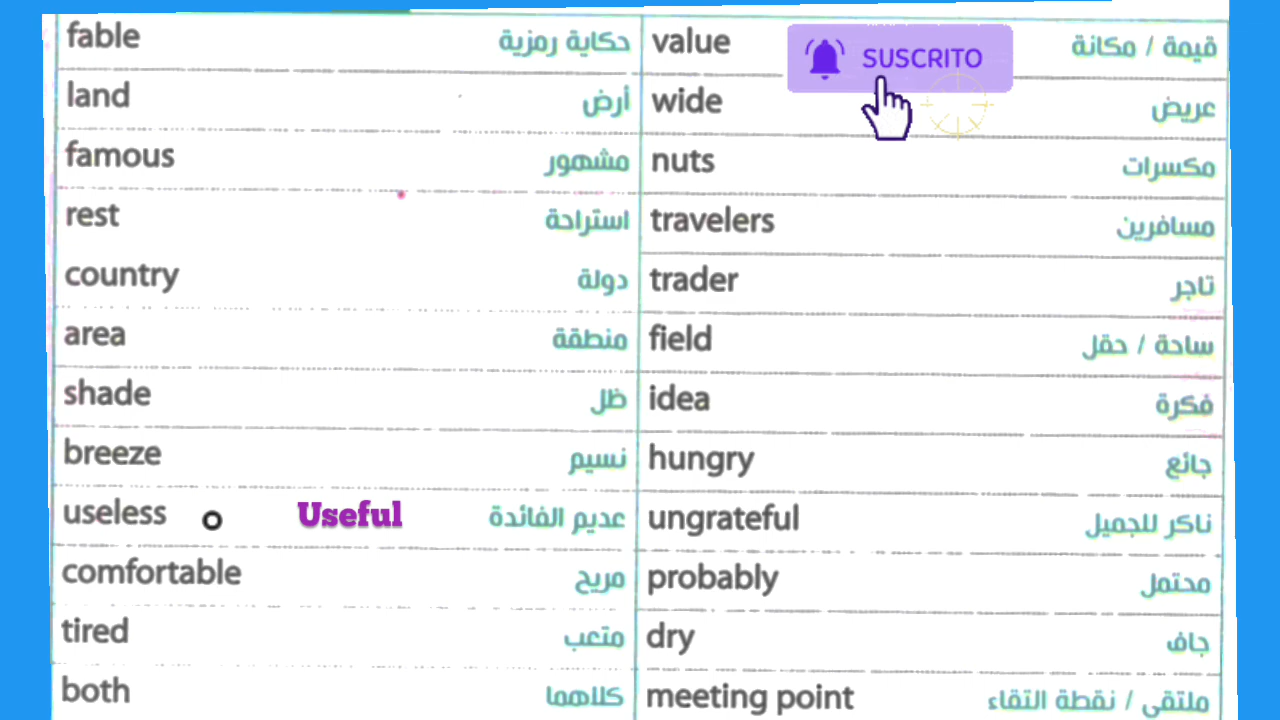 fable حكاية رمزية
land أرض
famous مشهور
rest استراحة
country دولة
area منطقة
shade ظل
breeze نسيم
useless o Useful عديم الفائدة
comfortable مريح
tired متعب
both كلاهما
value SUSCRITO قيمة / مكانة
wide عريض
nuts مكسرات
travelers مسافرين
trader تاجر
field ساحة / حقل
idea فكرة
hungry جائع
ungrateful ناكر للجميل
probably محتمل
dry جاف
meeting point ملتقى / نقطة التقاء